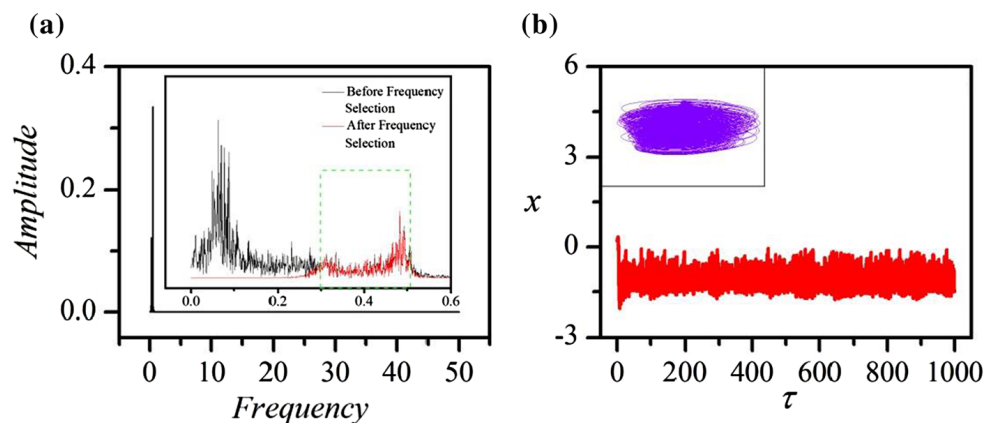 (a)
(b)
0.4
0.2
0.0
Amplitude
Before Frequency
Selection
After Frequency
Selection
0.0 0.2 0.4 0.6
0 10 20 30 40 50
Frequency
6
3
0
-3
x
0 200 400 600 800 1000
τ